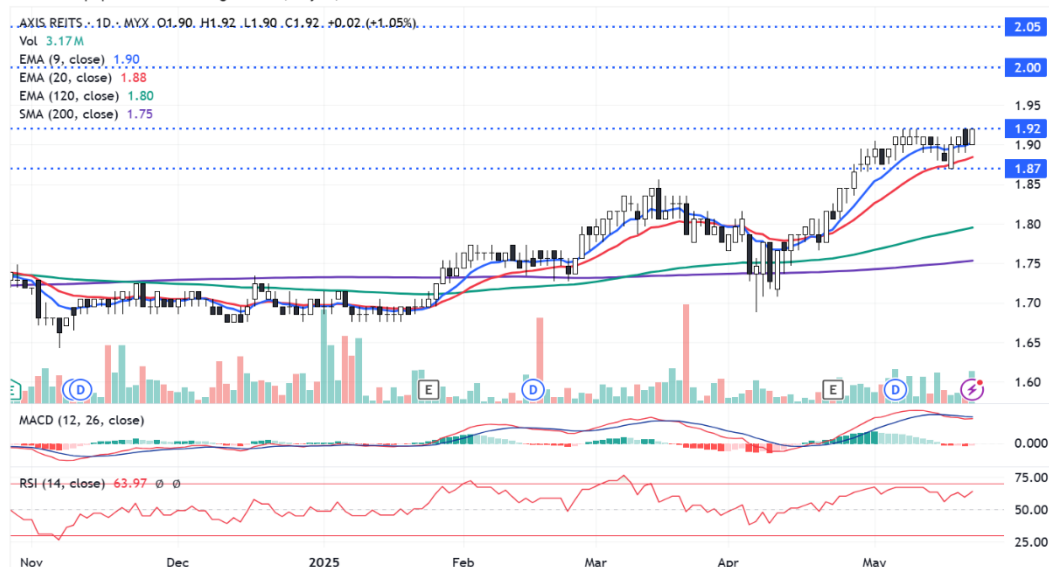 AXIS REITS · 1D · MYX O1.90 H1.92 L1.90 C1.92 +0.02 (+1.05%)
Vol 3.17M
EMA (9, close) 1.90
EMA (20, close) 1.88
EMA (120, close) 1.80
SMA (200, close) 1.75
2.05
2.00
1.95
1.92
1.90
1.87
1.85
1.80
1.75
1.70
1.65
1.60
E D E D E D
MACD (12, 26, close)
0.000
RSI (14, close) 63.97 Ø Ø
75.00
50.00
25.00
Nov Dec 2025 Feb Mar Apr May